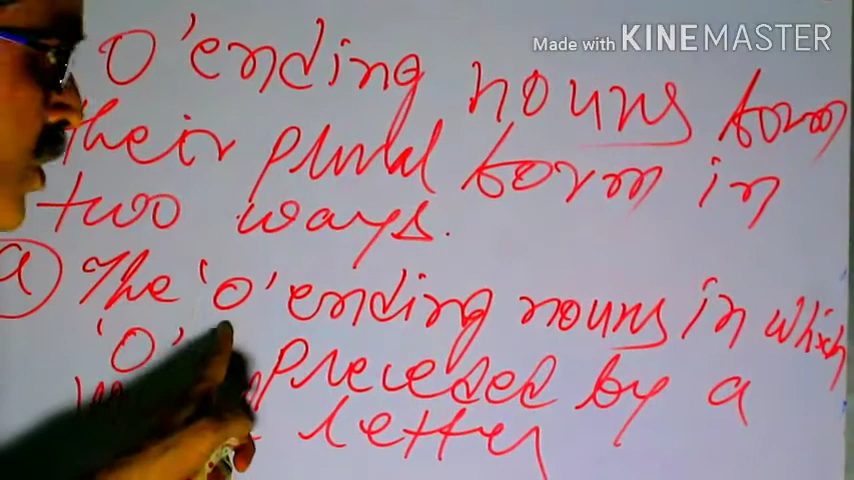 Made with KINEMASTER
O 'ending nouns form
their plural form in
two ways.
a) The 'O' ending nouns in which
'O' preceded by a
letter